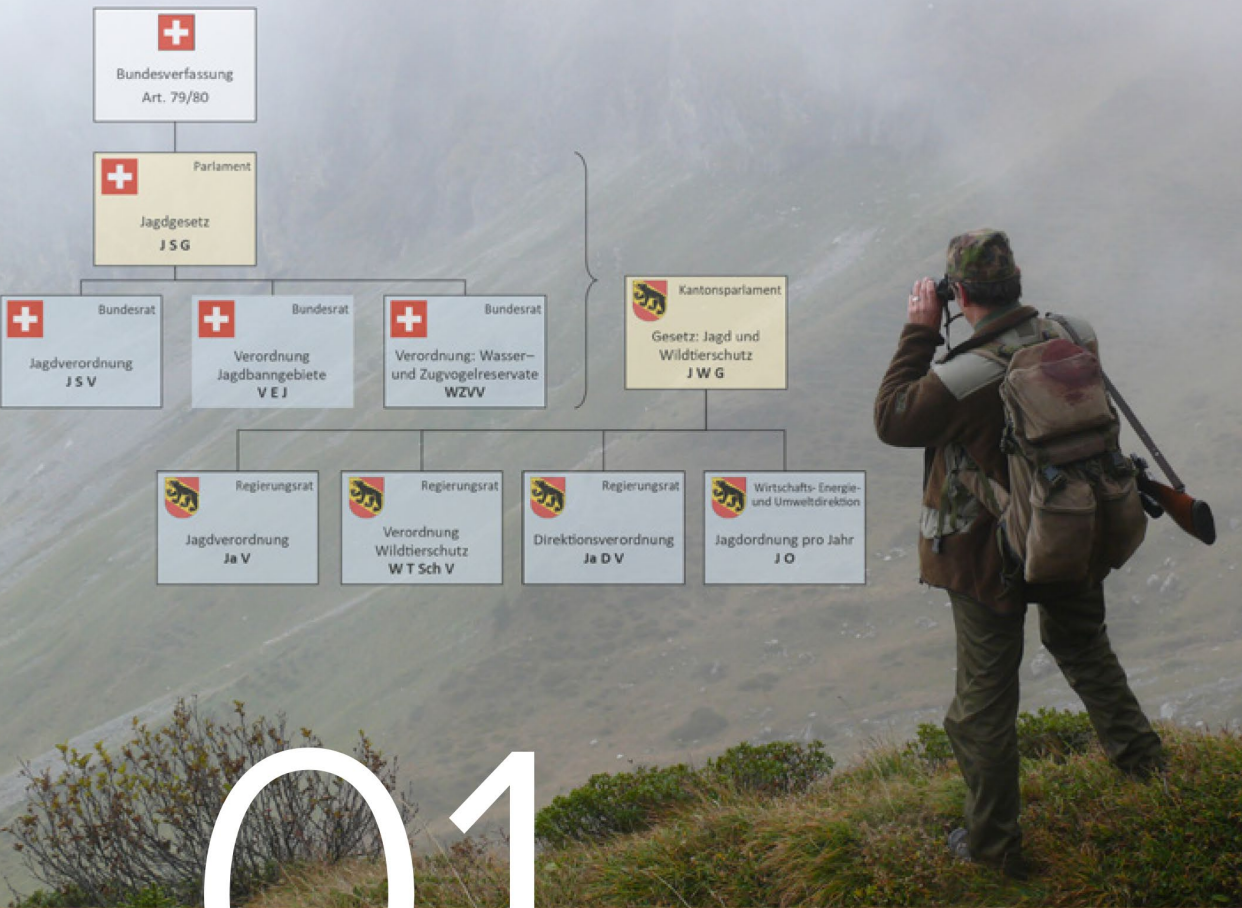 Bundesverfassung
Art. 79/80
Parlament
Jagdgesetz
J S G
Bundesrat
Jagdverordnung
J S V
Bundesrat
Verordnung
Jagdbanngebiete
V E J
Bundesrat
Verordnung: Wasser–
und Zugvogelreservate
WZVV
Kantonsparlament
Gesetz: Jagd und
Wildtierschutz
J W G
Regierungsrat
Jagdverordnung
Ja V
Regierungsrat
Verordnung
Wildtierschutz
W T Sch V
Regierungsrat
Direktionsverordnung
Ja D V
Wirtschafts- Energie-
und Umweltdirektion
Jagdordnung pro Jahr
J O
01